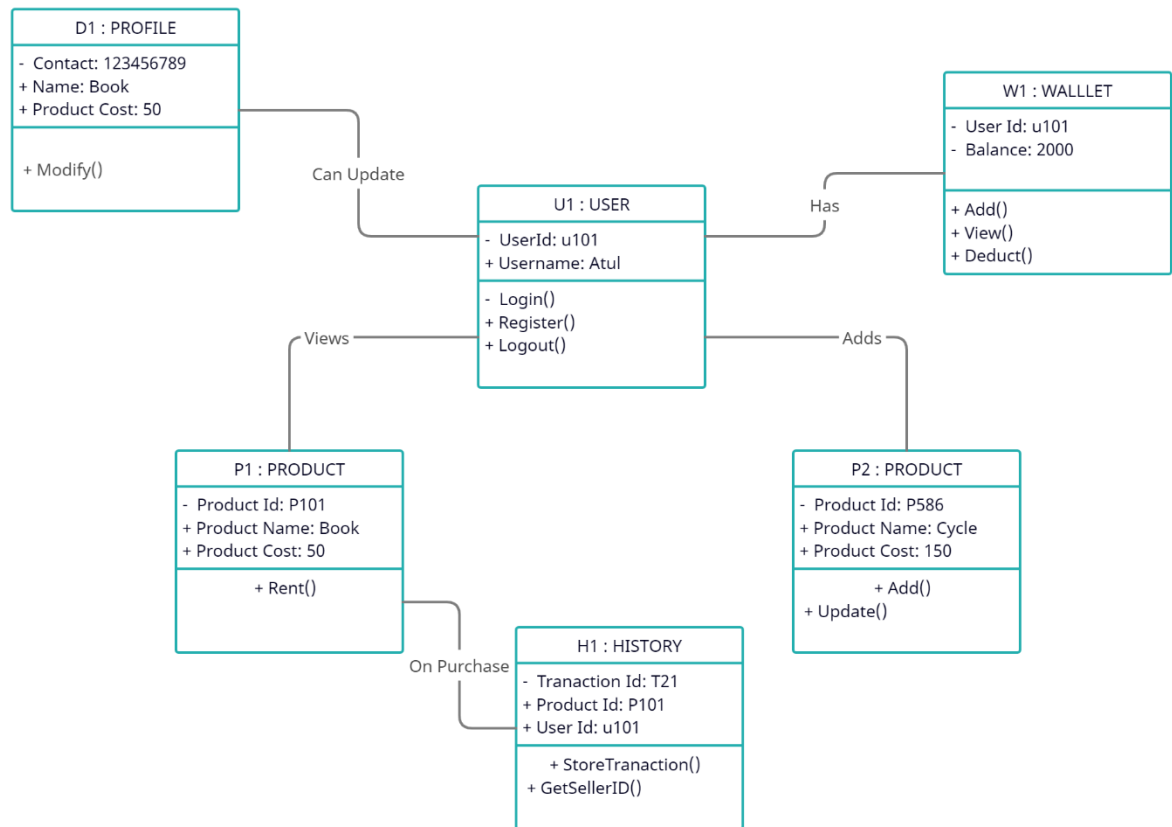 D1 : PROFILE
- Contact: 123456789
+ Name: Book
+ Product Cost: 50
+ Modify()
Can Update
W1 : WALLLET
- User Id: u101
- Balance: 2000
+ Add()
+ View()
+ Deduct()
Has
U1 : USER
- UserId: u101
+ Username: Atul
- Login()
+ Register()
+ Logout()
Views
Adds
P1 : PRODUCT
- Product Id: P101
+ Product Name: Book
+ Product Cost: 50
+ Rent()
P2 : PRODUCT
- Product Id: P586
+ Product Name: Cycle
+ Product Cost: 150
+ Add()
+ Update()
On Purchase
H1 : HISTORY
- Tranaction Id: T21
+ Product Id: P101
+ User Id: u101
+ StoreTranaction()
+ GetSellerID()